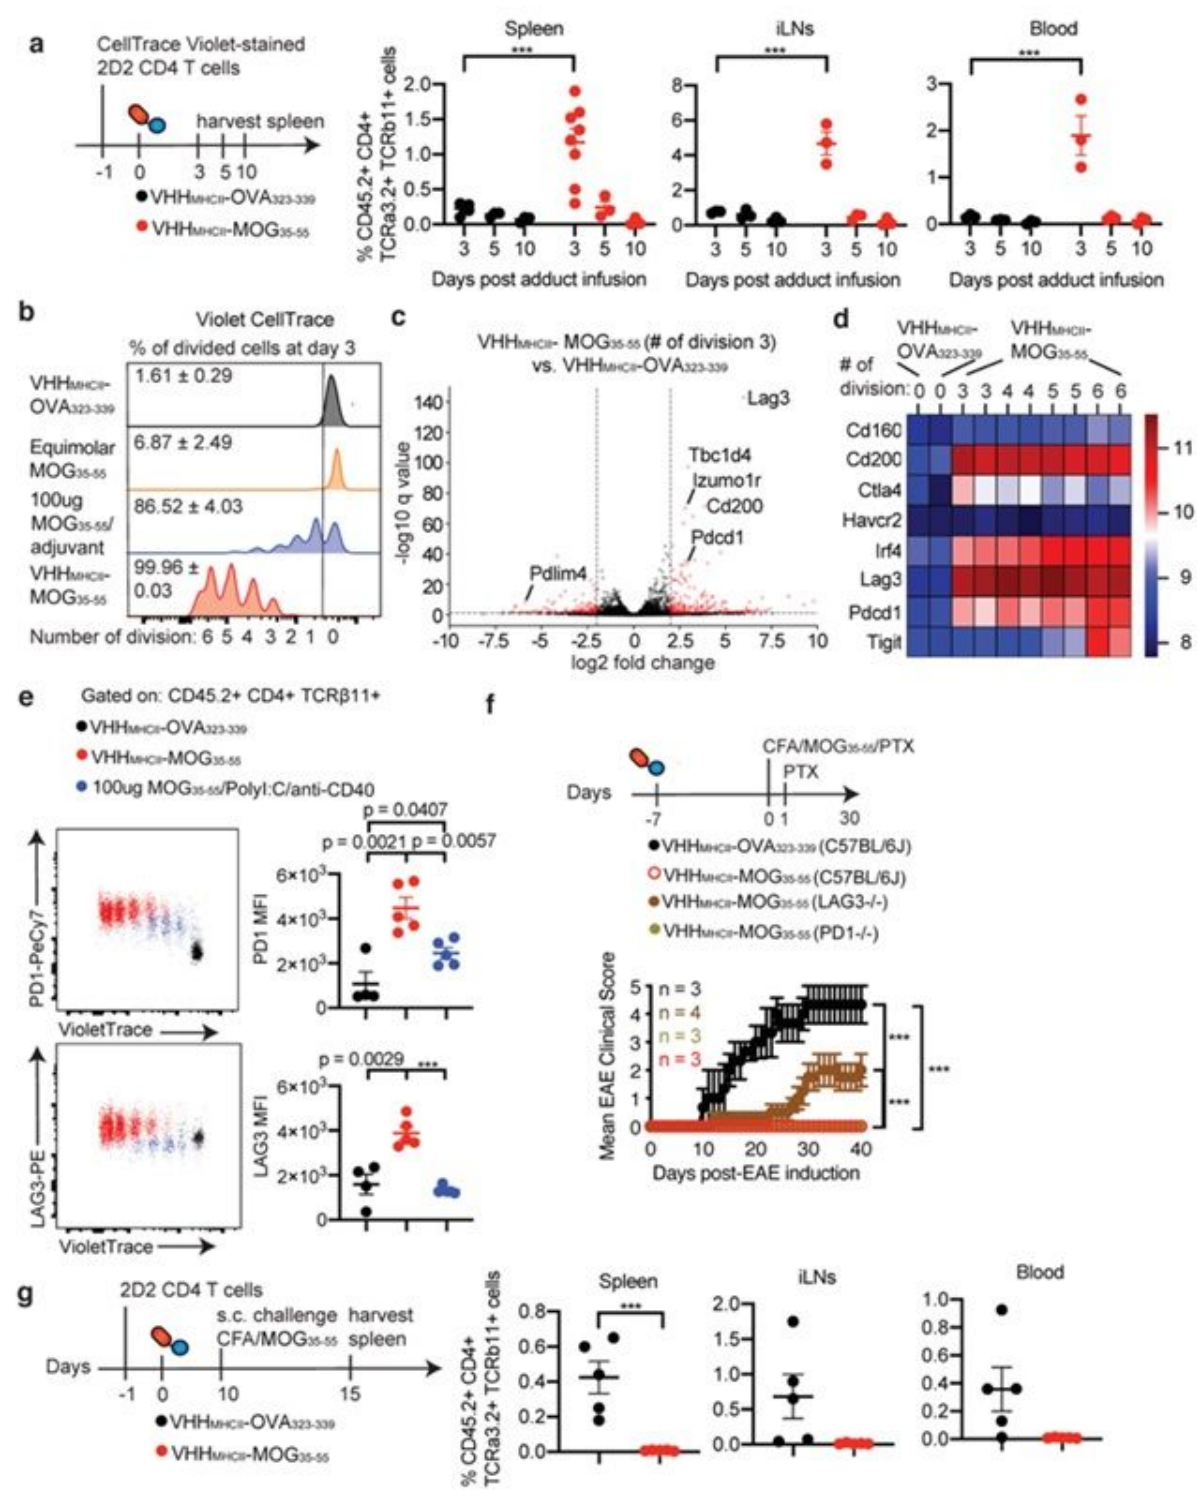 a
CellTrace Violet-stained
2D2 CD4 T cells
harvest spleen
-1 0 3 5 10
VHHMHCII-OVA323-339
VHHMHCII-MOG35-55
% CD45.2+ CD4+
TCRa3.2+ TCRb11+ cells
Spleen
***
2.0
1.5
1.0
0.5
0.0
3 5 10 3 5 10
Days post adduct infusion
iLNs
***
8
6
4
2
0
3 5 10 3 5 10
Days post adduct infusion
Blood
***
3
2
1
0
3 5 10 3 5 10
Days post adduct infusion
b
Violet CellTrace
% of divided cells at day 3
VHHMHCII-
OVA323-339
1.61 ± 0.29
Equimolar
MOG35-55
6.87 ± 2.49
100ug
MOG35-55/
adjuvant
86.52 ± 4.03
VHHMHCII-
MOG35-55
99.96 ±
0.03
Number of division: 6 5 4 3 2 1 0
c
VHHMHCII- MOG35-55 (# of division 3)
vs. VHHMHCII-OVA323-339
-log10 q value
140
120
100
80
60
40
20
0
Lag3
Tbc1d4
Izumo1r
Cd200
Pdcd1
Pdlim4
-10 -7.5 -5 -2.5 0 2.5 5 7.5 10
log2 fold change
d
VHHMHCII-
OVA323-339
VHHMHCII-
MOG35-55
# of
division: 0 0 3 3 4 4 5 5 6 6
Cd160
Cd200
Ctla4
Havcr2
Irf4
Lag3
Pdcd1
Tigit
11
10
9
8
e
Gated on: CD45.2+ CD4+ TCRβ11+
VHHMHCII-OVA323-339
VHHMHCII-MOG35-55
100ug MOG35-55/PolyI:C/anti-CD40
PD1-PeCy7
VioletTrace
p = 0.0407
p = 0.0021 p = 0.0057
PD1 MFI
6×10³
4×10³
2×10³
0
LAG3-PE
VioletTrace
p = 0.0029 ***
LAG3 MFI
6×10³
4×10³
2×10³
0
f
CFA/MOG35-55/PTX
PTX
Days
-7 0 1 30
VHHMHCII-OVA323-339 (C57BL/6J)
VHHMHCII-MOG35-55 (C57BL/6J)
VHHMHCII-MOG35-55 (LAG3-/-)
VHHMHCII-MOG35-55 (PD1-/-)
Mean EAE Clinical Score
5
4
3
2
1
0
n = 3
n = 4
n = 3
n = 3
***
***
***
0 10 20 30 40
Days post-EAE induction
g
2D2 CD4 T cells
s.c. challenge harvest
CFA/MOG35-55 spleen
Days
-1 0 10 15
VHHMHCII-OVA323-339
VHHMHCII-MOG35-55
% CD45.2+ CD4+
TCRa3.2+ TCRb11+ cells
Spleen
***
0.8
0.6
0.4
0.2
0.0
iLNs
2.0
1.5
1.0
0.5
0.0
Blood
1.0
0.8
0.6
0.4
0.2
0.0